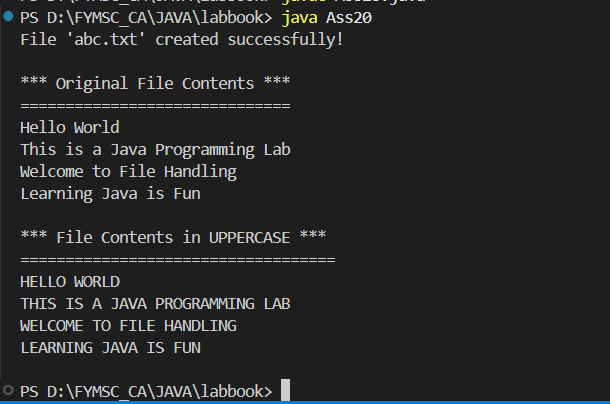 PS D:\FYMSC_CA\JAVA\labbook> java Ass20
File 'abc.txt' created successfully!
*** Original File Contents ***
==============================
Hello World
This is a Java Programming Lab
Welcome to File Handling
Learning Java is Fun
*** File Contents in UPPERCASE ***
===================================
HELLO WORLD
THIS IS A JAVA PROGRAMMING LAB
WELCOME TO FILE HANDLING
LEARNING JAVA IS FUN
PS D:\FYMSC_CA\JAVA\labbook>